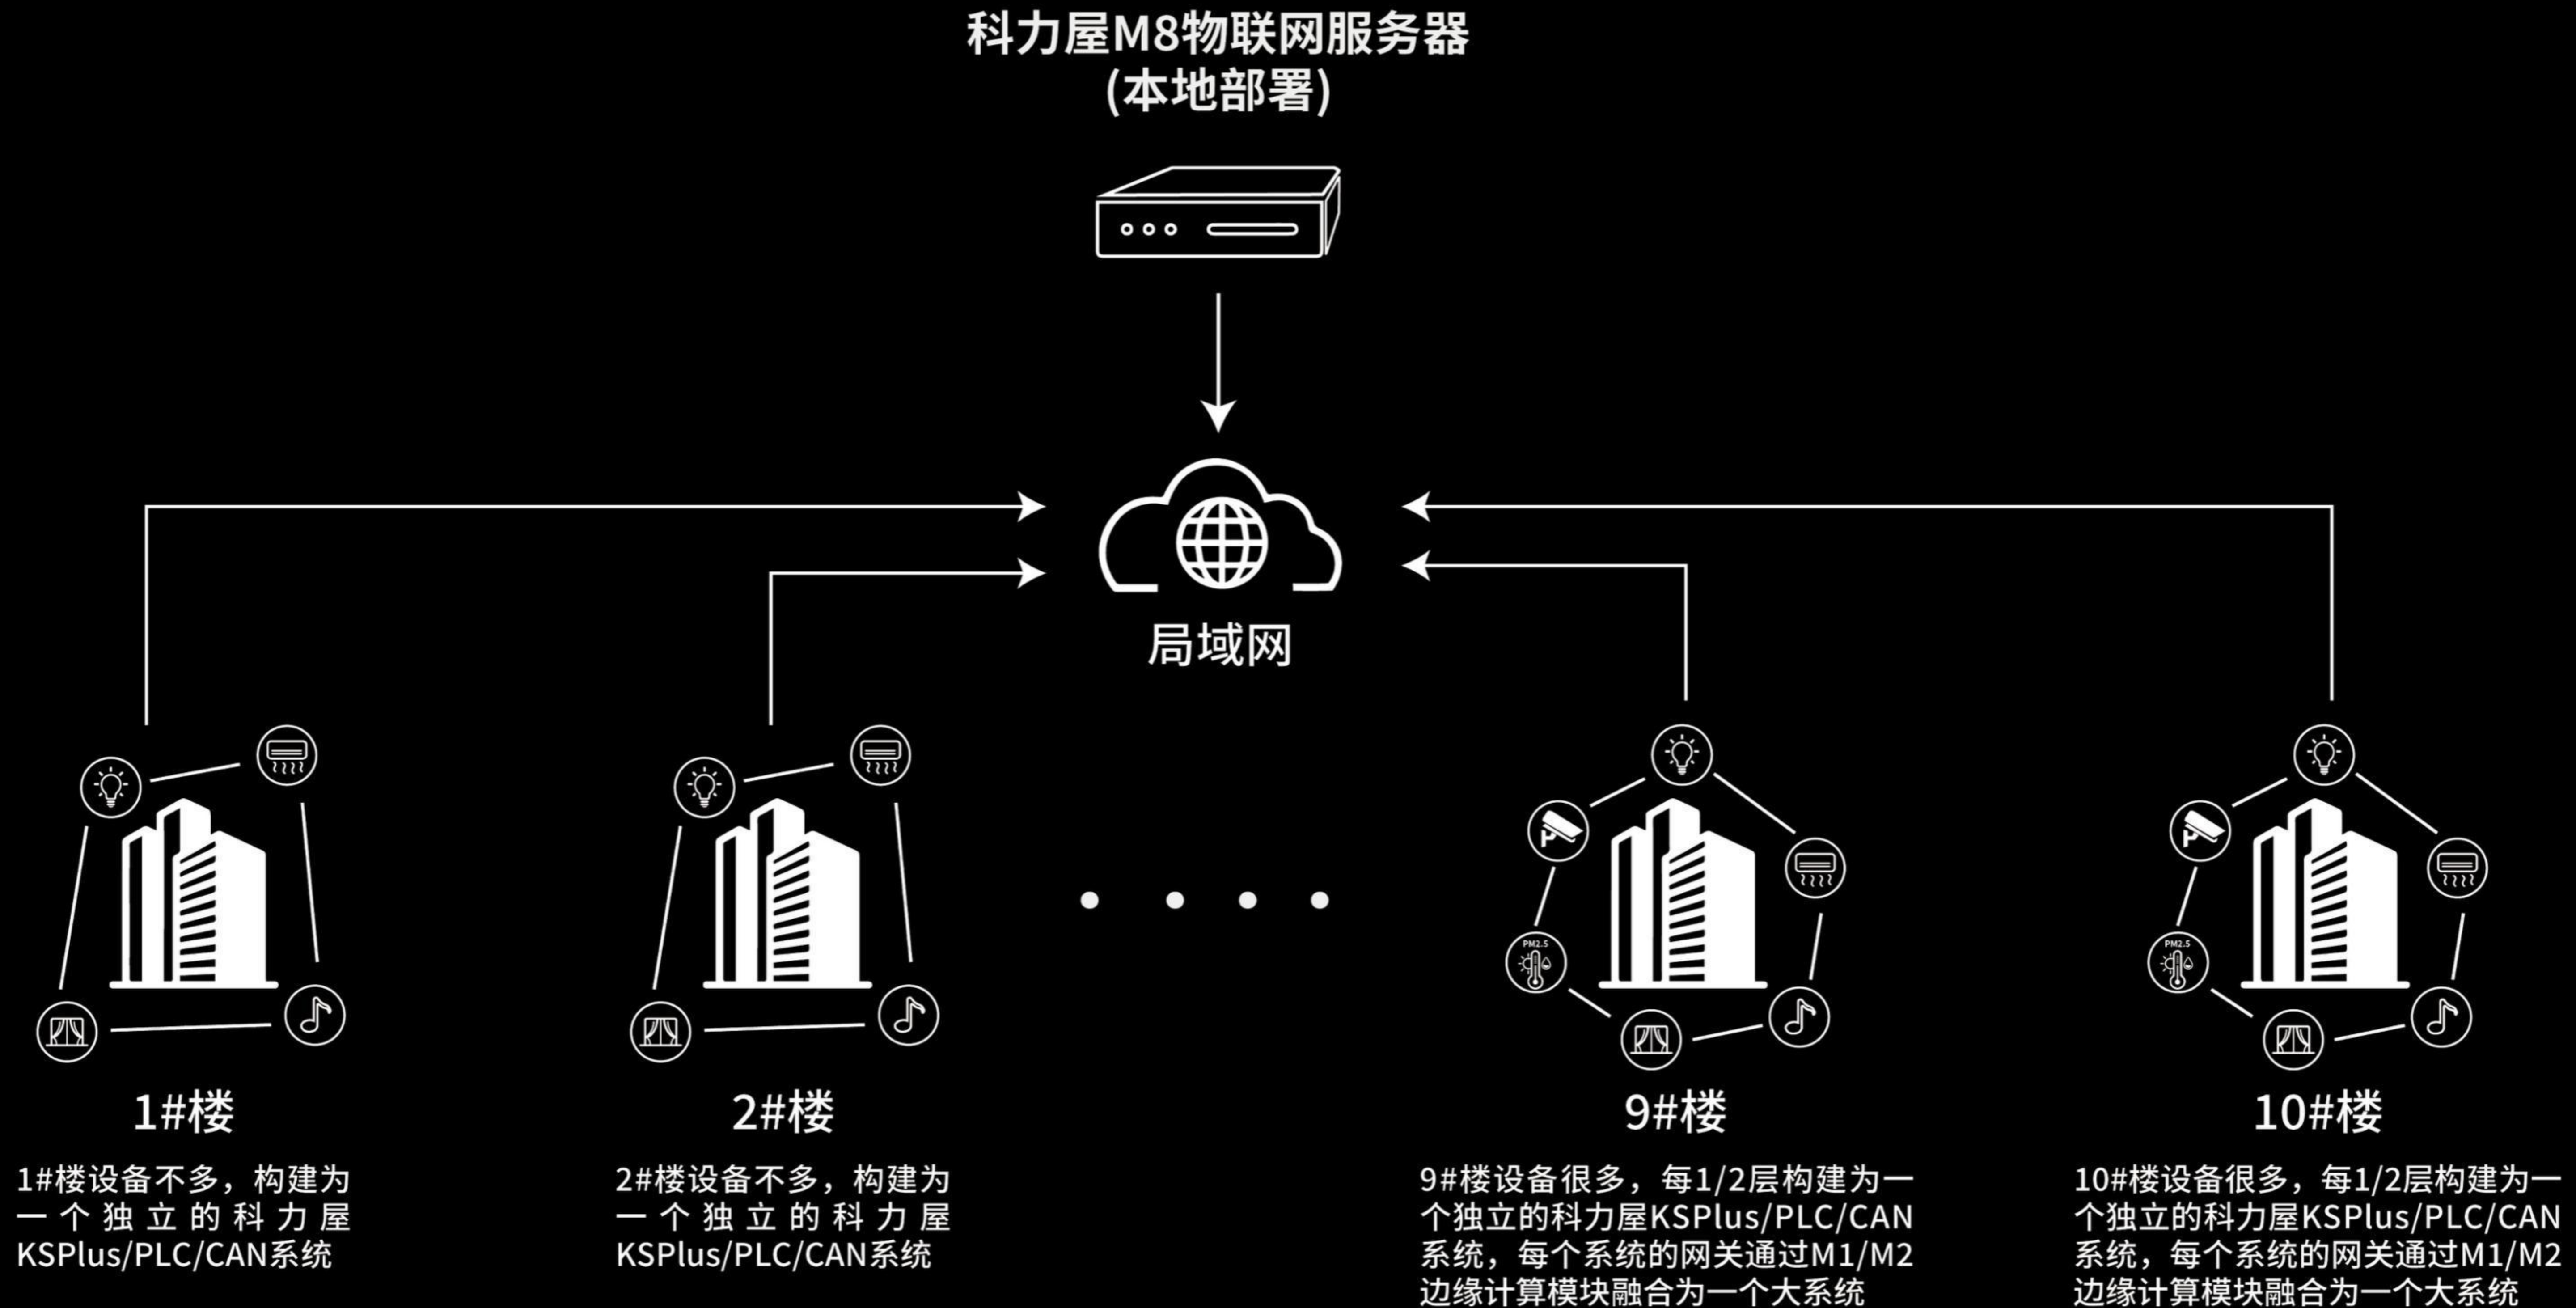 科力屋M8物联网服务器
(本地部署)
局域网
PM2.5
PM2.5
1#楼
2#楼
9#楼
10#楼
1#楼设备不多，构建为
一个独立的科力屋
KSPlus/PLC/CAN系统
2#楼设备不多，构建为
一个独立的科力屋
KSPlus/PLC/CAN系统
9#楼设备很多，每1/2层构建为一
个独立的科力屋KSPlus/PLC/CAN
系统，每个系统的网关通过M1/M2
边缘计算模块融合为一个大系统
10#楼设备很多，每1/2层构建为一
个独立的科力屋KSPlus/PLC/CAN
系统，每个系统的网关通过M1/M2
边缘计算模块融合为一个大系统